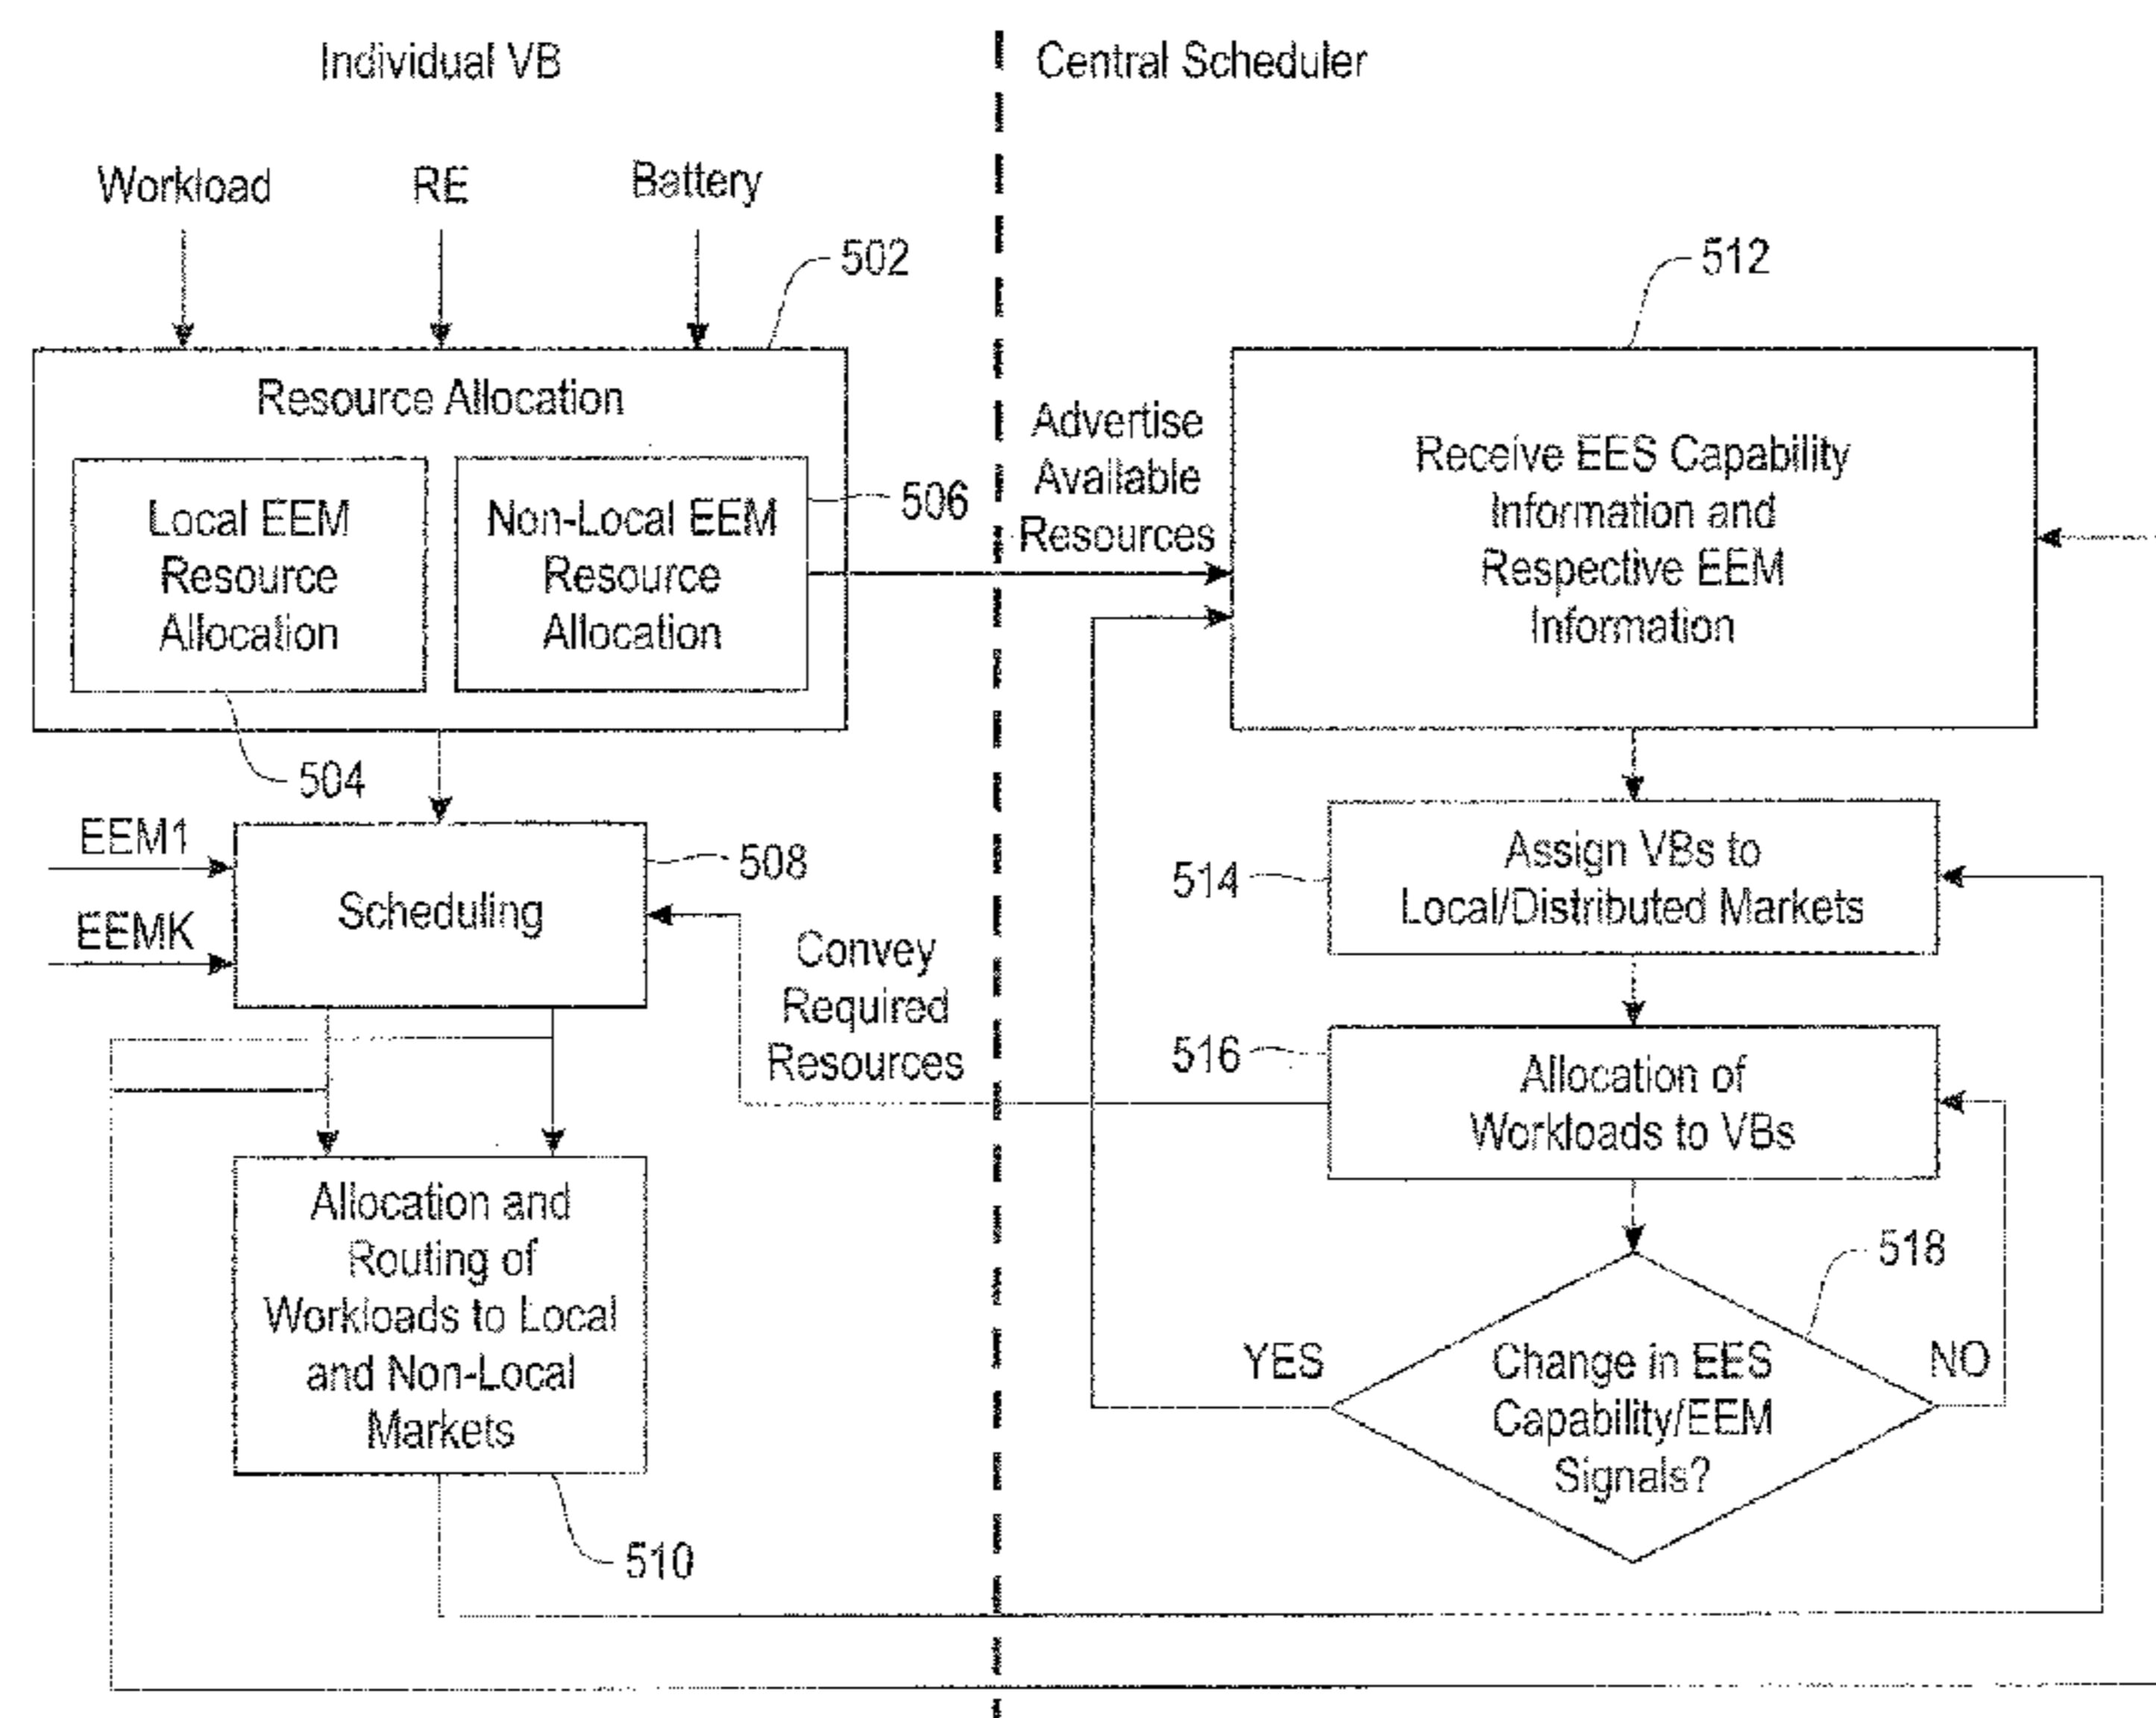 Individual VB
Central Scheduler
Workload
RE
Battery
502
512
Resource Allocation
Local EEM
Resource
Allocation
Non-Local EEM
Resource
Allocation
506
504
Advertise
Available
Resources
Receive EES Capability
Information and
Respective EEM
Information
EEM1
EEMK
Scheduling
508
Convey
Required
Resources
514
Assign VBs to
Local/Distributed Markets
516
Allocation of
Workloads to VBs
Allocation and
Routing of
Workloads to Local
and Non-Local
Markets
510
518
YES
Change in EES
Capability/EEM
Signals?
NO